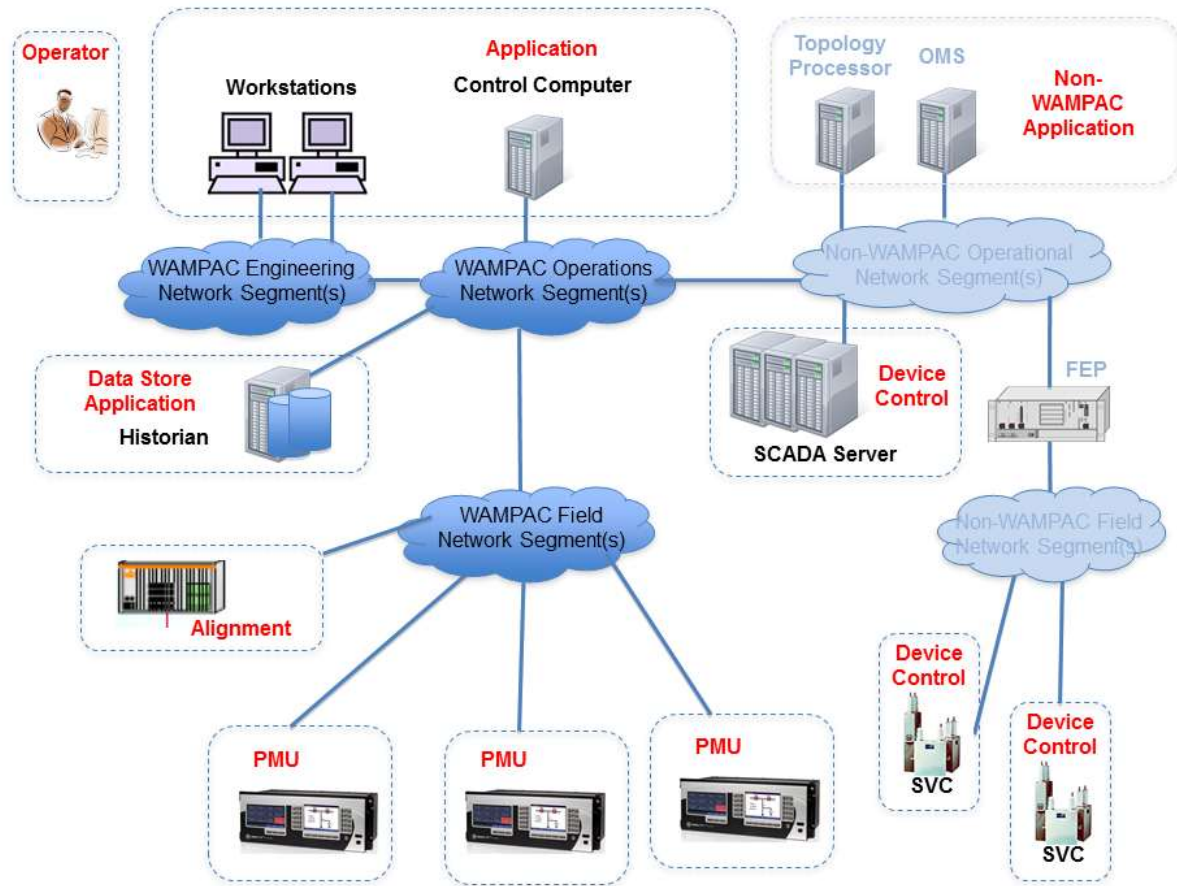 Operator
Application
Control Computer
Workstations
Topology
Processor
OMS
Non-
WAMPAC
Application
WAMPAC Engineering
Network Segment(s)
WAMPAC Operations
Network Segment(s)
Non-WAMPAC Operational
Network Segment(s)
Data Store
Application
Historian
Device
Control
SCADA Server
FEP
WAMPAC Field
Network Segment(s)
Non-WAMPAC Field
Network Segment(s)
Alignment
PMU
PMU
PMU
Device
Control
SVC
Device
Control
SVC